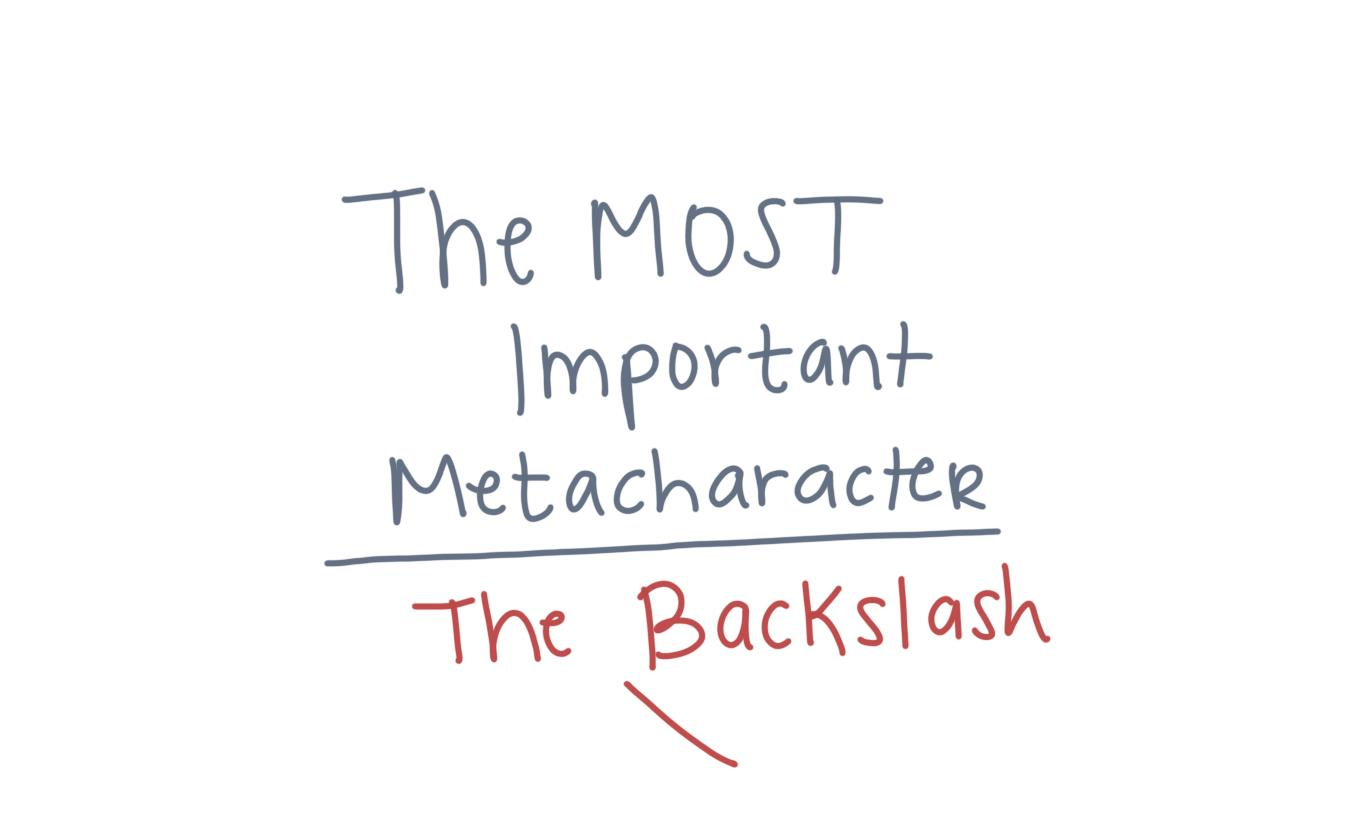 The MOST
Important
Metacharacter
The Backslash
\